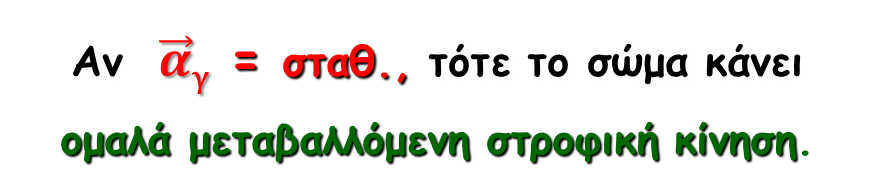 Αν $\vec{\alpha}_{\gamma}$ = σταθ., τότε το σώμα κάνει
ομαλά μεταβαλλόμενη στροφική κίνηση.